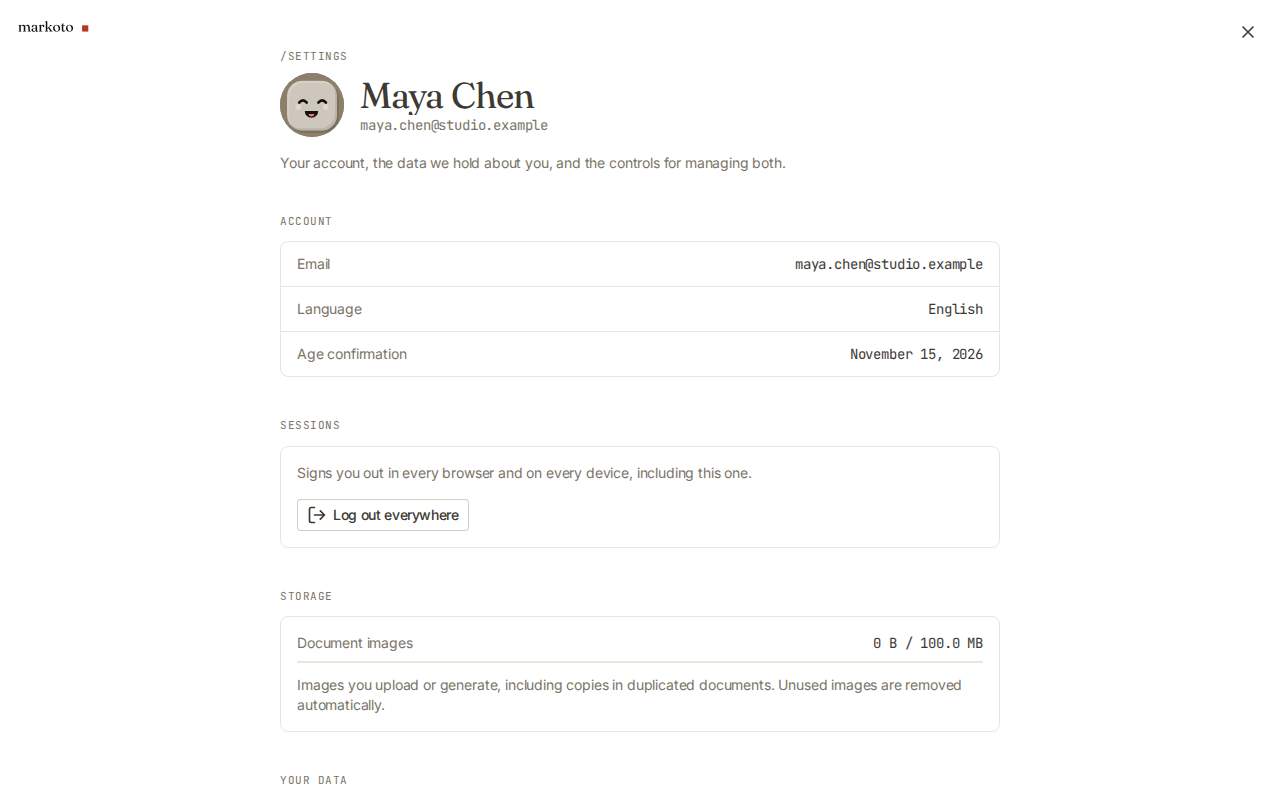 markoto
/SETTINGS
Maya Chen
maya.chen@studio.example
Your account, the data we hold about you, and the controls for managing both.
ACCOUNT
Email maya.chen@studio.example
Language English
Age confirmation November 15, 2026
SESSIONS
Signs you out in every browser and on every device, including this one.
Log out everywhere
STORAGE
Document images 0 B / 100.0 MB
Images you upload or generate, including copies in duplicated documents. Unused images are removed
automatically.
YOUR DATA